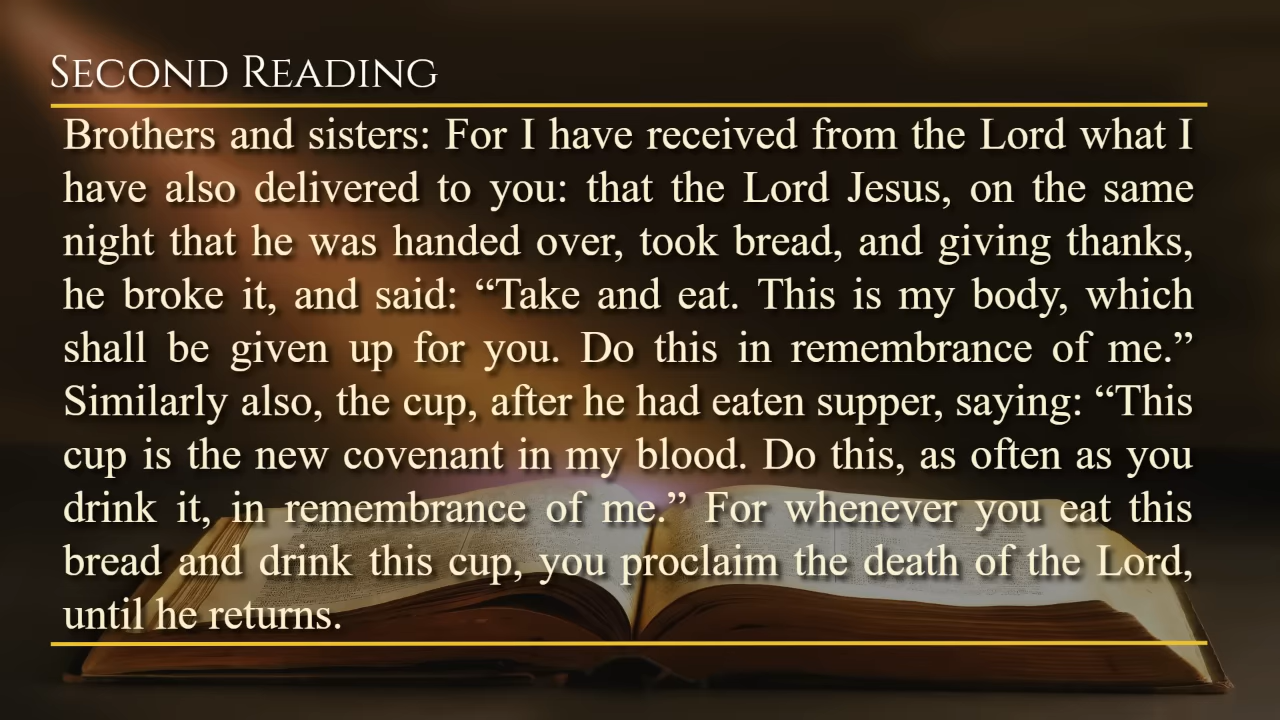 SECOND READING
Brothers and sisters: For I have received from the Lord what I
have also delivered to you: that the Lord Jesus, on the same
night that he was handed over, took bread, and giving thanks,
he broke it, and said: “Take and eat. This is my body, which
shall be given up for you. Do this in remembrance of me.”
Similarly also, the cup, after he had eaten supper, saying: “This
cup is the new covenant in my blood. Do this, as often as you
drink it, in remembrance of me.” For whenever you eat this
bread and drink this cup, you proclaim the death of the Lord,
until he returns.